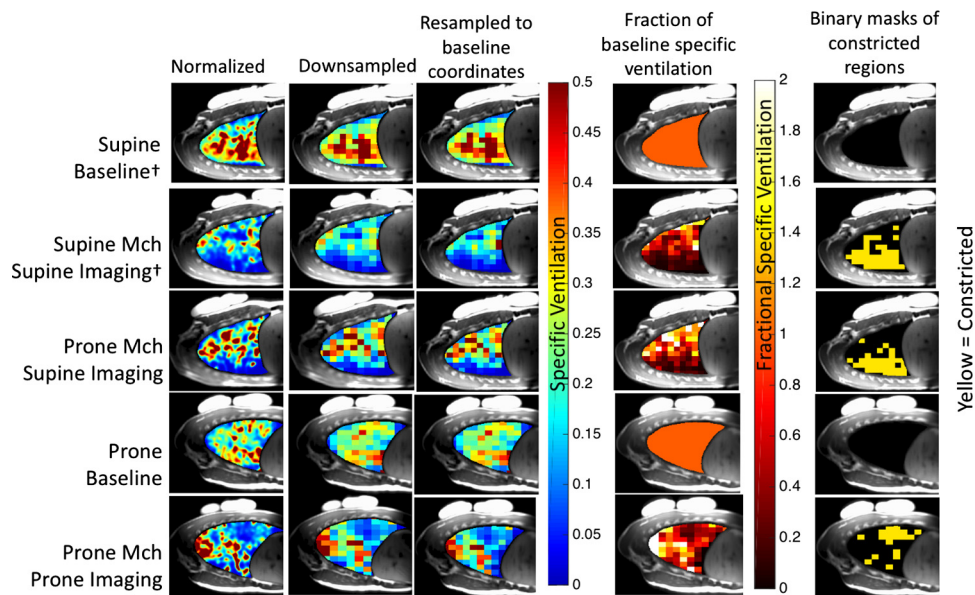 Normalized
Downsampled
Resampled to
baseline
coordinates
Fraction of
baseline specific
ventilation
Binary masks of
constricted
regions
Supine
Baseline†
Supine Mch
Supine Imaging†
Prone Mch
Supine Imaging
Prone
Baseline
Prone Mch
Prone Imaging
0.5
0.45
0.4
0.35
0.3
0.25
0.2
0.15
0.1
0.05
0
Specific Ventilation
2
1.8
1.6
1.4
1.2
1
0.8
0.6
0.4
0.2
0
Fractional Specific Ventilation
Yellow = Constricted